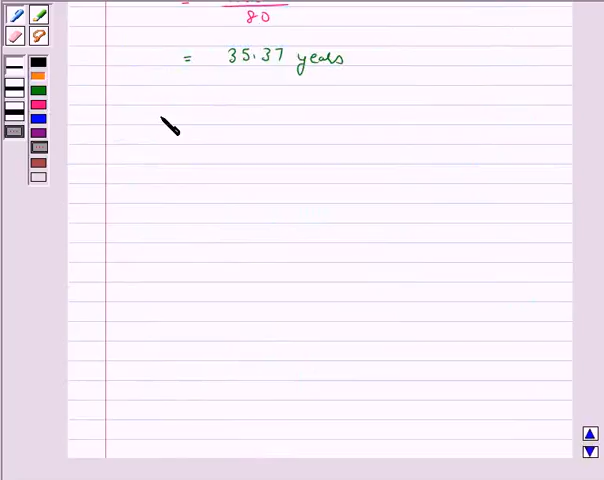 =
80
= 35.37 years